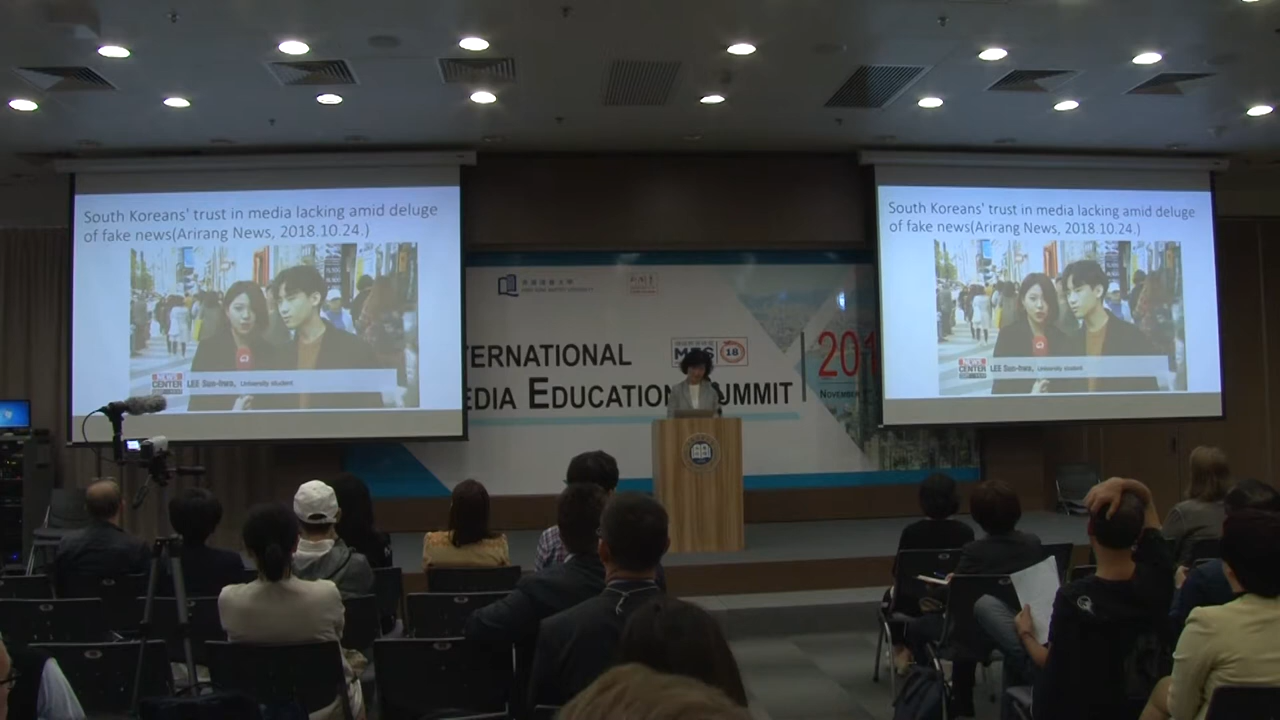 South Koreans' trust in media lacking amid deluge
of fake news(Arirang News, 2018.10.24.)
NEWS
CENTER
LEE Sun-hwa, University student
South Koreans' trust in media lacking amid deluge
of fake news(Arirang News, 2018.10.24.)
NEWS
CENTER
LEE Sun-hwa, University student
TERNATIONAL
EDIA EDUCATION UMMIT
18
201
NOVEMBER